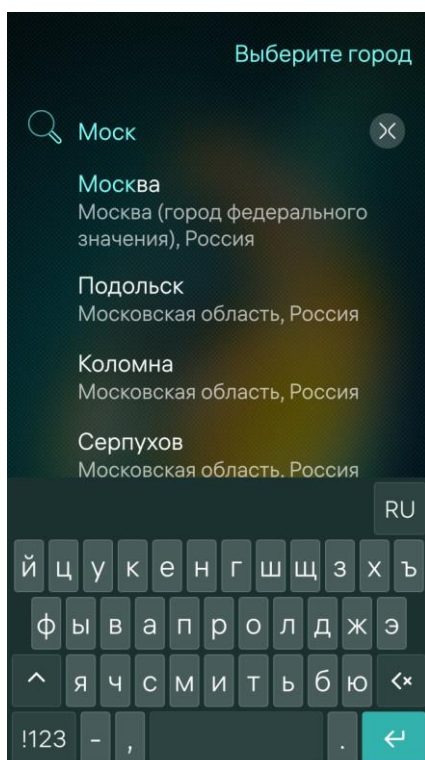 Выберите город
Моск
Москва
Москва (город федерального
значения), Россия
Подольск
Московская область, Россия
Коломна
Московская область, Россия
Серпухов
Московская область, Россия
RU
й ц у к е н г ш щ з х ъ
ф ы в а п р о л д ж э
я ч с м и т ь б ю
!123 - , .